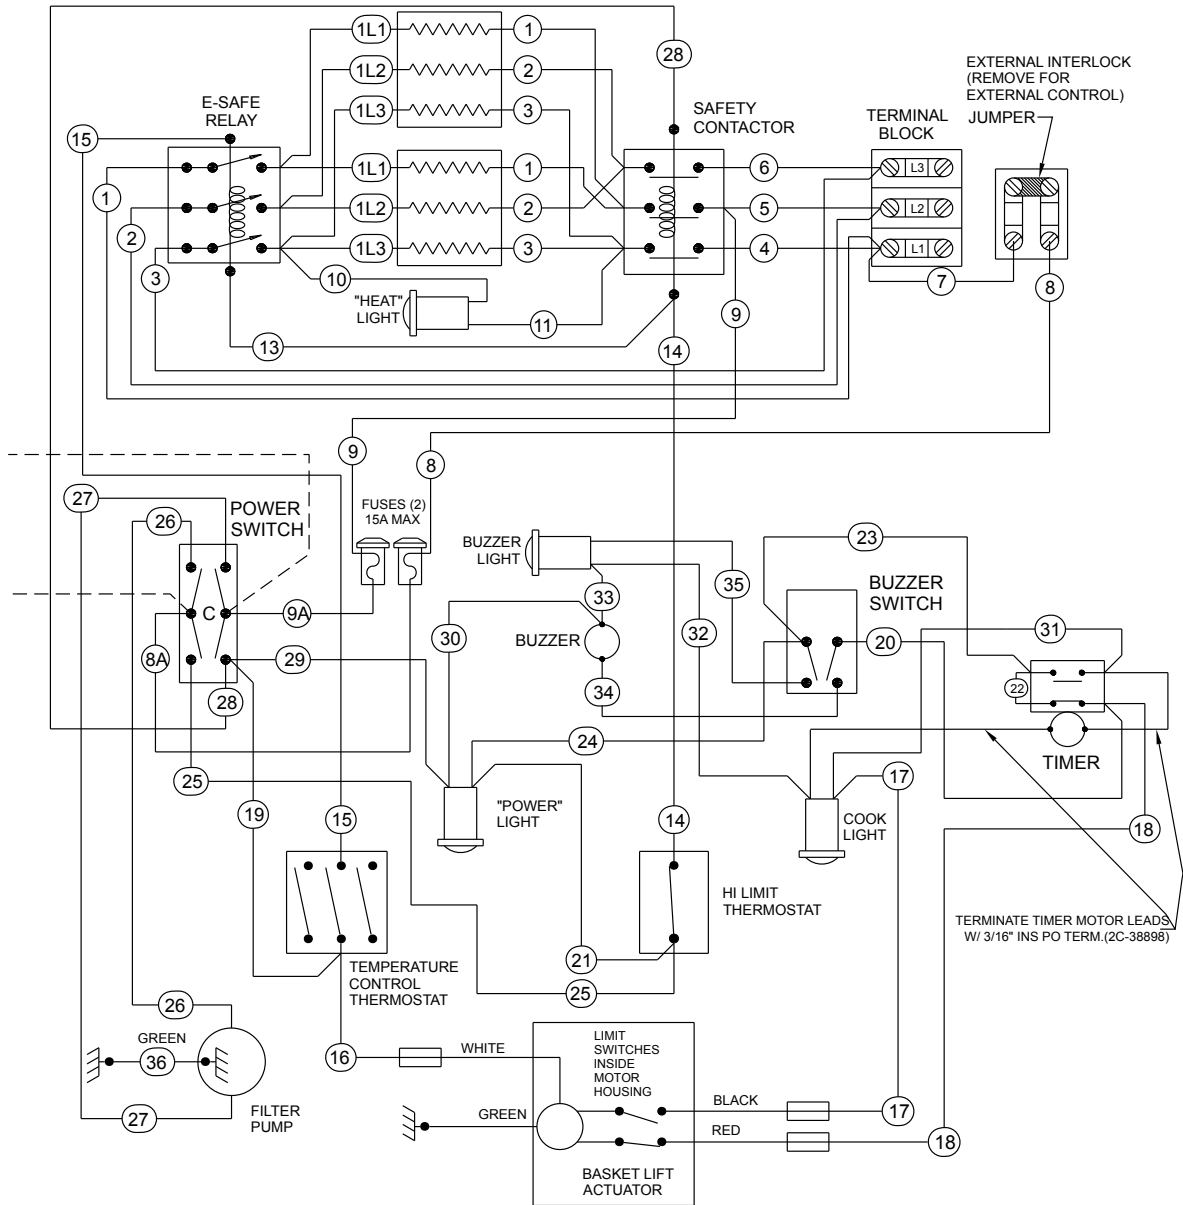 1L1
1
28
EXTERNAL INTERLOCK
(REMOVE FOR
EXTERNAL CONTROL)
JUMPER
1L2
2
E-SAFE
RELAY
1L3
3
SAFETY
CONTACTOR
TERMINAL
BLOCK
15
1
1L1
1
6
L3
2
1L2
2
5
L2
3
1L3
3
4
L1
10
7
8
"HEAT"
LIGHT
11
9
13
14
9
8
27
26
POWER
SWITCH
FUSES (2)
15A MAX
BUZZER
LIGHT
23
35
BUZZER
SWITCH
C
9A
33
30
BUZZER
32
31
20
8A
29
34
22
28
24
TIMER
25
17
19
15
"POWER"
LIGHT
14
COOK
LIGHT
18
HI LIMIT
THERMOSTAT
TERMINATE TIMER MOTOR LEADS
W/ 3/16" INS PO TERM.(2C-38898)
21
TEMPERATURE
CONTROL
THERMOSTAT
25
26
GREEN
36
16
WHITE
LIMIT
SWITCHES
INSIDE
MOTOR
HOUSING
27
FILTER
PUMP
GREEN
BLACK
17
RED
18
BASKET LIFT
ACTUATOR